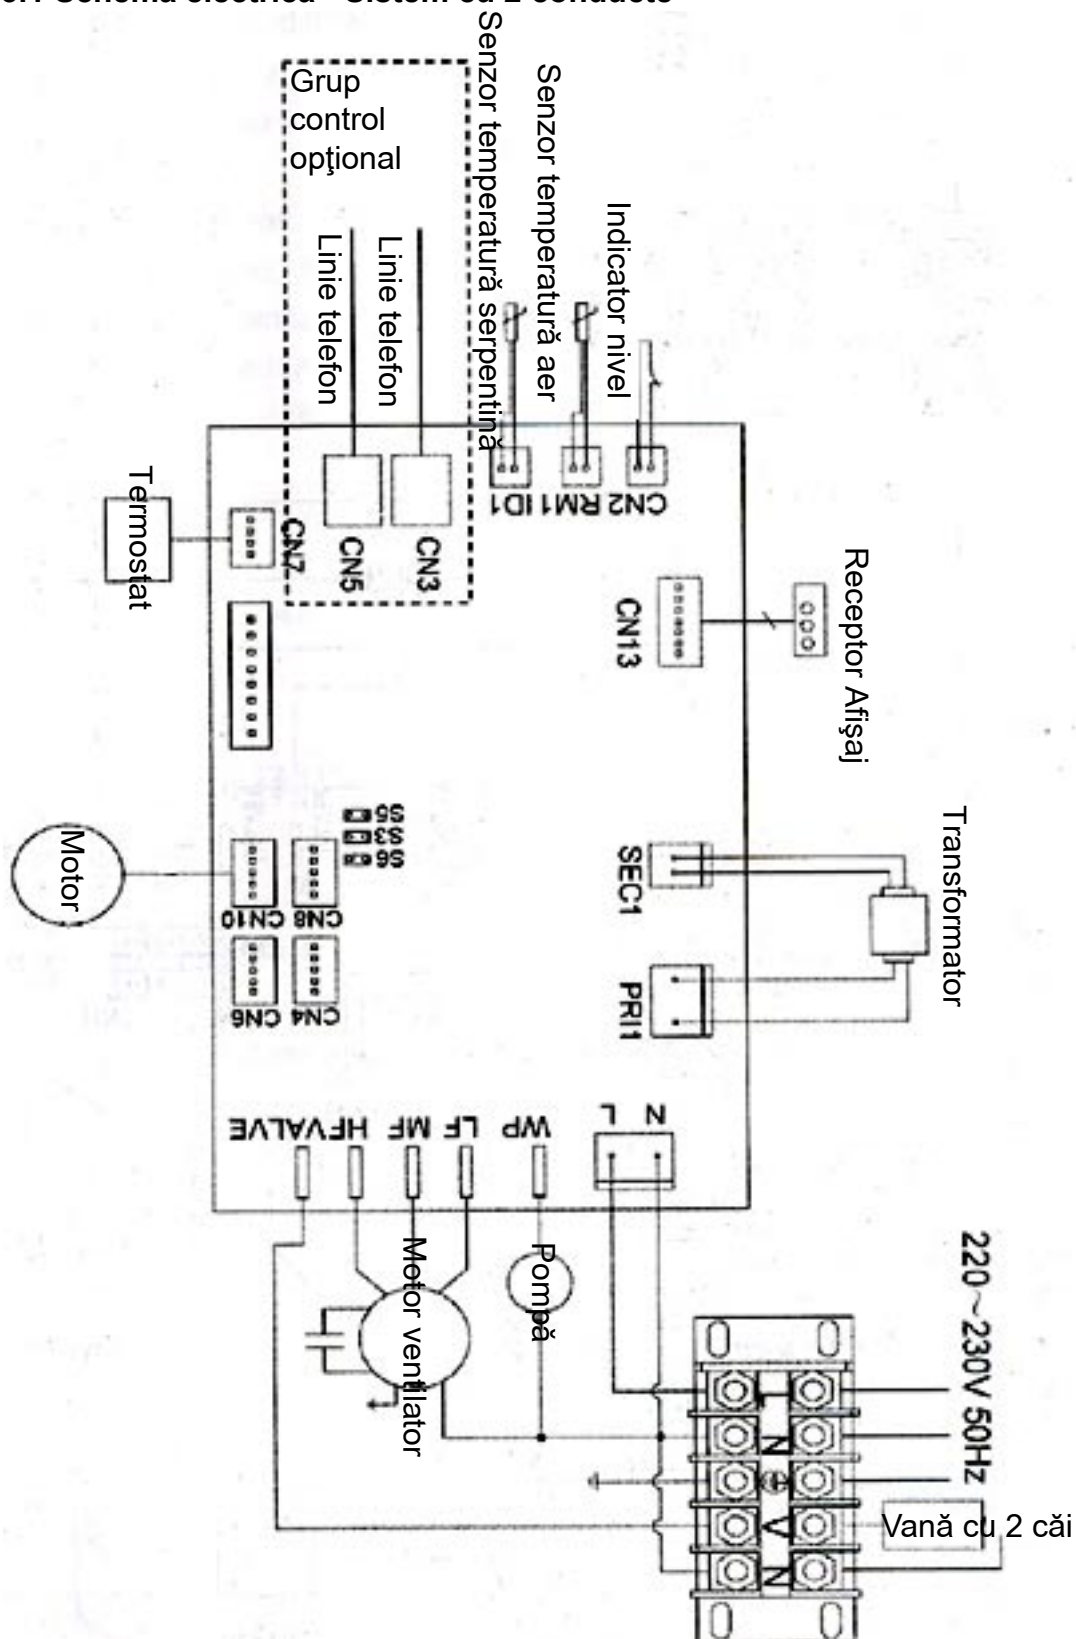 Grup
control
opţional
Linie telefon
Linie telefon
Senzor temperatură serpentină
Senzor temperatură aer
Indicator nivel
Termostat
CN7
CN5
CN3
ID1
RM1
CN2
CN13
Receptor Afişaj
S5
S3
S6
Motor
CN10
CN8
CN6
CN4
SEC1
PRI1
Transformator
VALVE
HF
MF
LF
WP
L
N
Motor ventilator
Pompă
220~230V 50Hz
L
N
V
N
Vană cu 2 căi